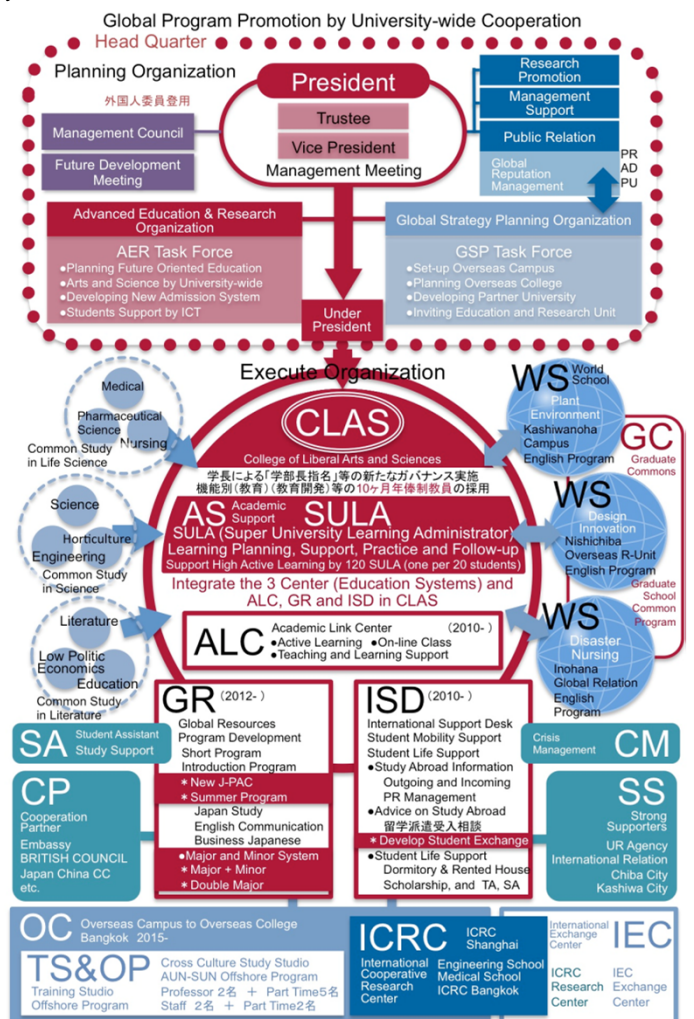 Global Program Promotion by University-wide Cooperation
Head Quarter
Planning Organization
外国人委員登用
Management Council
Future Development
Meeting
President
Trustee
Vice President
Management Meeting
Research
Promotion
Management
Support
Public Relation
Global
Reputation
Management
PR
AD
PU
Advanced Education & Research
Organization
AER Task Force
●Planning Future Oriented Education
●Arts and Science by University-wide
●Developing New Admission System
●Students Support by ICT
Global Strategy Planning Organization
GSP Task Force
●Set-up Overseas Campus
●Planning Overseas College
●Developing Partner University
●Inviting Education and Research Unit
Under
President
Execute Organization
Medical
Pharmaceutical
Science
Nursing
Common Study
in Life Science
Science
Horticulture
Engineering
Common Study
in Science
Literature
Low Politic
Economics
Education
Common Study
in Literature
CLAS
College of Liberal Arts and Sciences
学長による「学部長指名」等の新たなガバナンス実施
機能別（教育）（教育開発）等の10ヶ月年俸制教員の採用
AS Academic
Support
SULA
SULA (Super University Learning Administrator)
Learning Planning, Support, Practice and Follow-up
Support High Active Learning by 120 SULA (one per 20 students)
Integrate the 3 Center (Education Systems) and
ALC, GR and ISD in CLAS
ALC
Academic Link Center (2010- )
●Active Learning ●On-line Class
●Teaching and Learning Support
WS World
School
Plant
Environment
Kashiwanoha
Campus
English Program
GC
Graduate
Commons
WS
Design
Innovation
Nishichiba
Overseas R-Unit
English Program
Graduate
School
Common
Program
WS
Disaster
Nursing
Inohana
Global Relation
English
Program
GR (2012- )
Global Resources
Program Development
Short Program
Introduction Program
＊New J-PAC
＊Summer Program
Japan Study
English Communication
Business Japanese
●Major and Minor System
＊Major + Minor
＊Double Major
ISD (2010- )
International Support Desk
Student Mobility Support
Student Life Support
●Study Abroad Information
Outgoing and Incoming
PR Management
●Advice on Study Abroad
留学派遣受入相談
＊Develop Student Exchange
●Student Life Support
Dormitory & Rented House
Scholarship, and TA, SA
SA Student Assistant
Study Support
Crisis
Management CM
CP
Cooperation
Partner
Embassy
BRITISH COUNCIL
Japan China CC
etc.
SS
Strong
Supporters
UR Agency
International Relation
Chiba City
Kashiwa City
OC Overseas Campus to Overseas College
Bangkok 2015-
TS&OP
Training Studio
Offshore Program
Cross Culture Study Studio
AUN-SUN Offshore Program
Professor 2名 ＋ Part Time5名
Staff 2名 ＋ Part Time2名
ICRC
International
Cooperative
Research
Center
ICRC
Shanghai
Engineering School
Medical School
ICRC Bangkok
International
Exchange
Center
IEC
ICRC
Research
Center
IEC
Exchange
Center